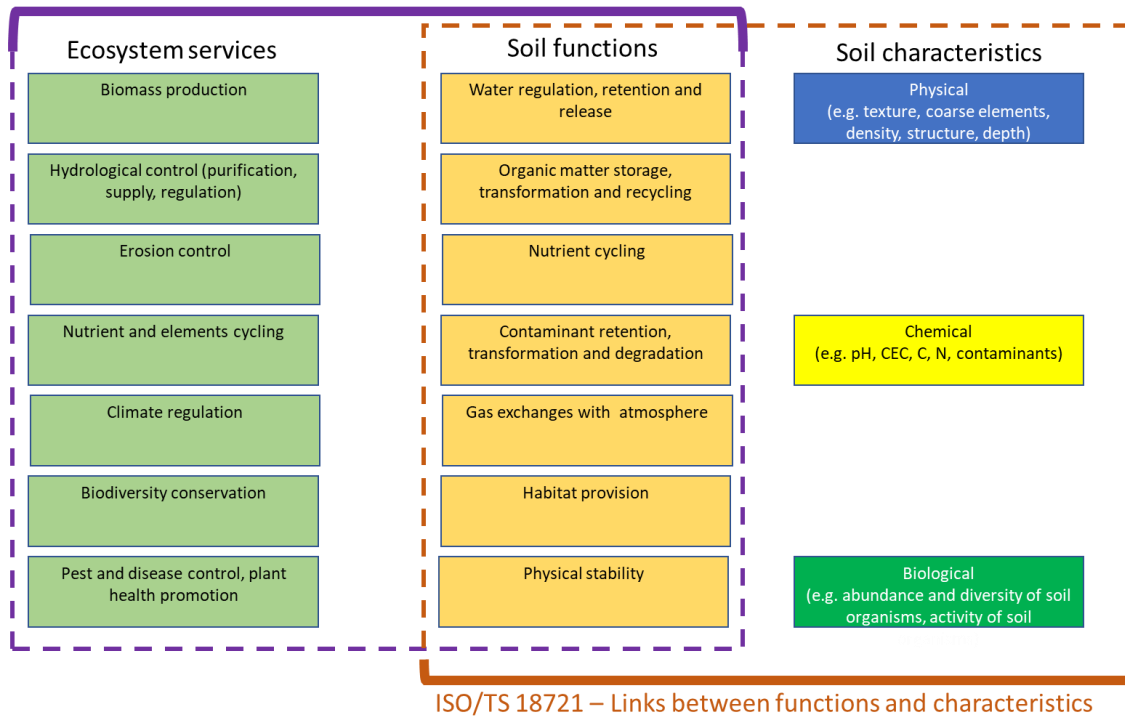 Ecosystem services
Biomass production
Hydrological control (purification,
supply, regulation)
Erosion control
Nutrient and elements cycling
Climate regulation
Biodiversity conservation
Pest and disease control, plant
health promotion
Soil functions
Water regulation, retention and
release
Organic matter storage,
transformation and recycling
Nutrient cycling
Contaminant retention,
transformation and degradation
Gas exchanges with atmosphere
Habitat provision
Physical stability
Soil characteristics
Physical
(e.g. texture, coarse elements,
density, structure, depth)
Chemical
(e.g. pH, CEC, C, N, contaminants)
Biological
(e.g. abundance and diversity of soil
organisms, activity of soil
ISO/TS 18721 – Links between functions and characteristics